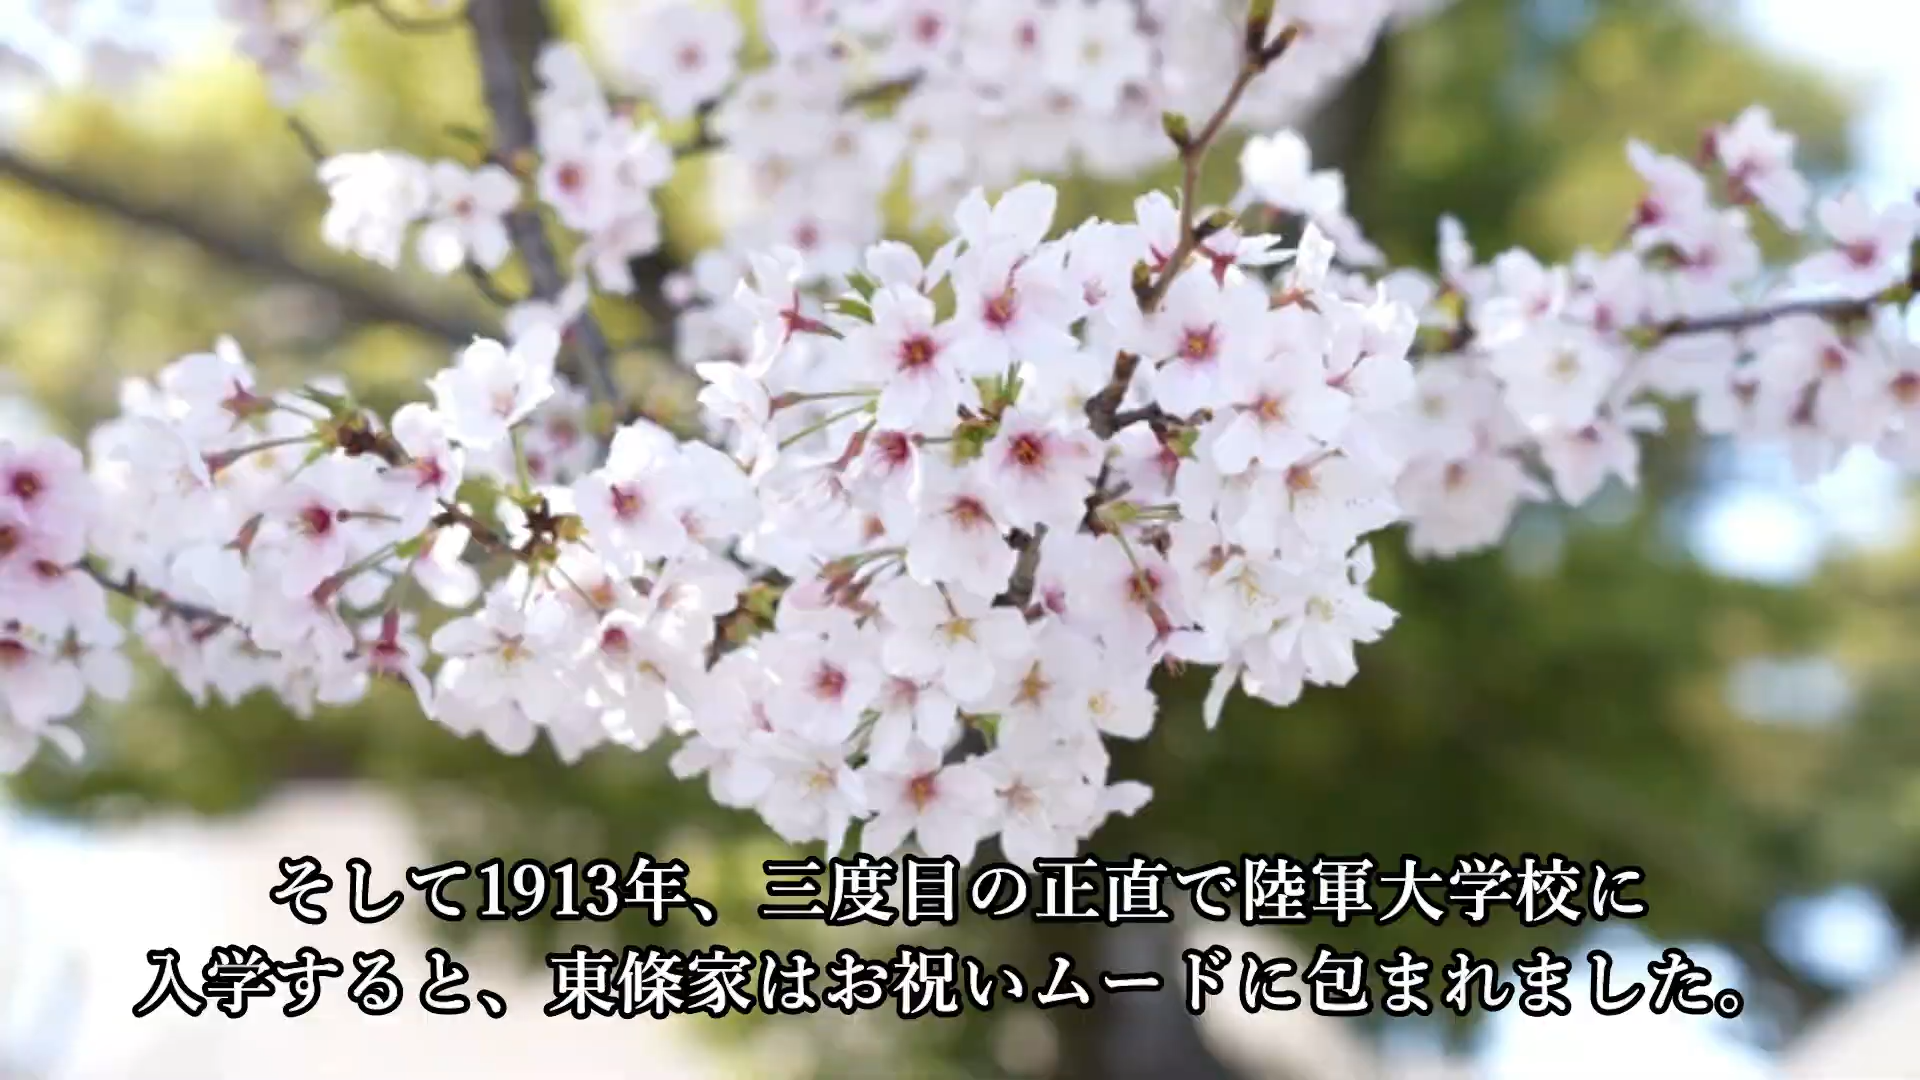 そして1913年、三度目の正直で陸軍大学校に
入学すると、東條家はお祝いムードに包まれました。